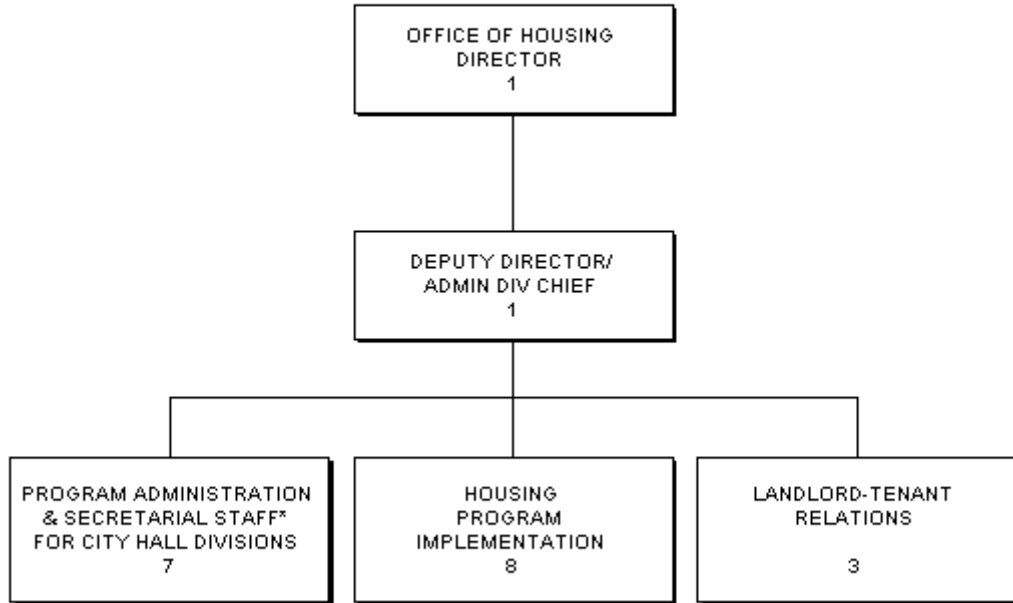 OFFICE OF HOUSING
DIRECTOR
1
DEPUTY DIRECTOR/
ADMIN DIV CHIEF
1
PROGRAM ADMINISTRATION
& SECRETARIAL STAFF*
FOR CITY HALL DIVISIONS
7
HOUSING
PROGRAM
IMPLEMENTATION
8
LANDLORD-TENANT
RELATIONS
3